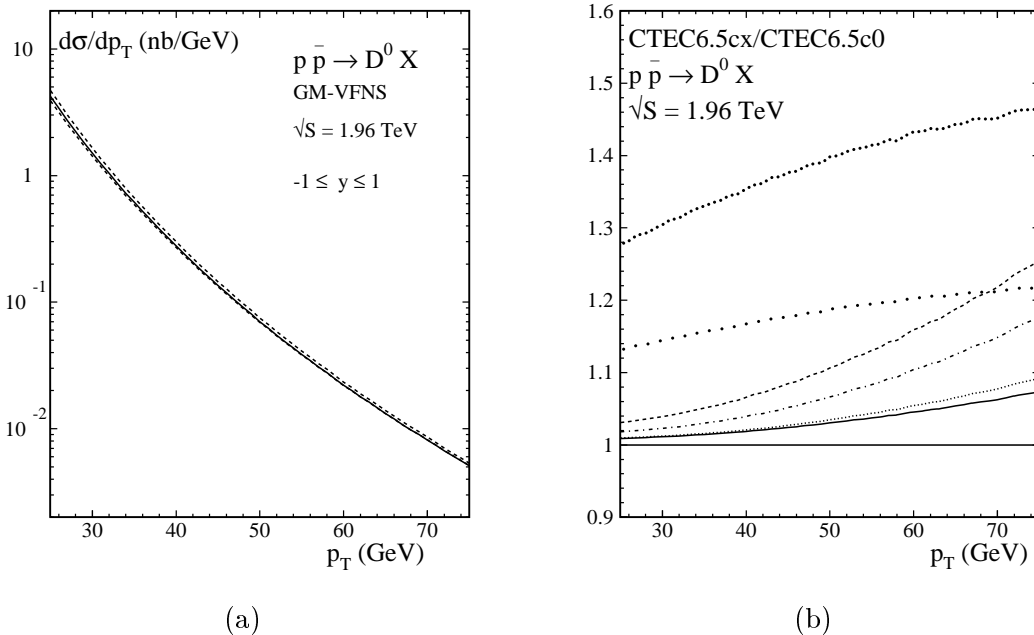 dσ/dp_T (nb/GeV)
p p̄ → D⁰ X
GM-VFNS
√S = 1.96 TeV
-1 ≤ y ≤ 1
10
1
10⁻¹
10⁻²
30 40 50 60 70
p_T (GeV)
(a)
CTEC6.5cx/CTEC6.5c0
p p̄ → D⁰ X
√S = 1.96 TeV
1.6
1.5
1.4
1.3
1.2
1.1
1
0.9
30 40 50 60 70
p_T (GeV)
(b)